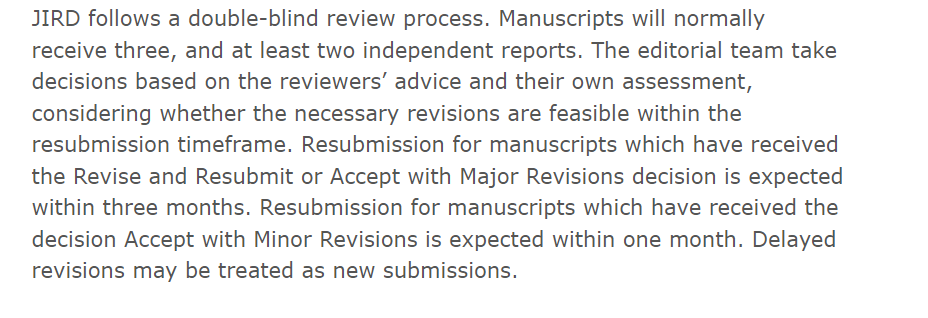 JIRD follows a double-blind review process. Manuscripts will normally
receive three, and at least two independent reports. The editorial team take
decisions based on the reviewers’ advice and their own assessment,
considering whether the necessary revisions are feasible within the
resubmission timeframe. Resubmission for manuscripts which have received
the Revise and Resubmit or Accept with Major Revisions decision is expected
within three months. Resubmission for manuscripts which have received the
decision Accept with Minor Revisions is expected within one month. Delayed
revisions may be treated as new submissions.